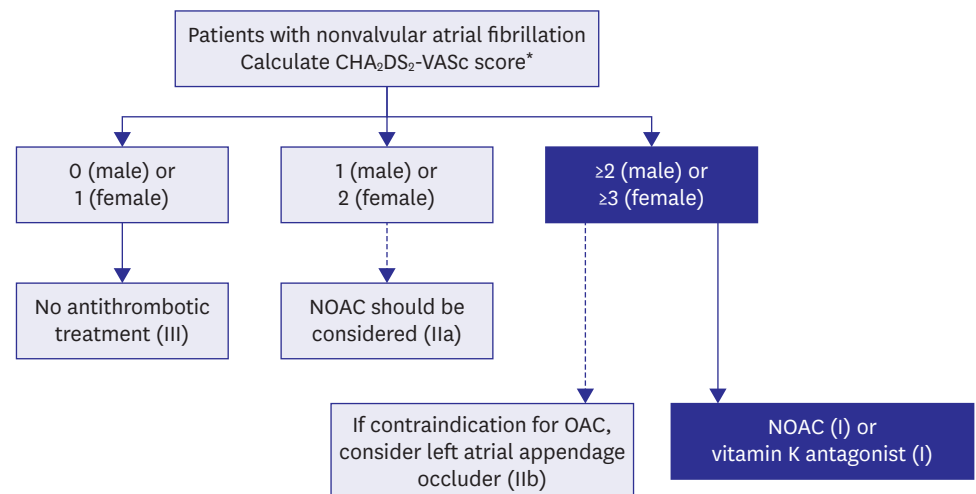 Patients with nonvalvular atrial fibrillation
Calculate CHA₂DS₂-VASc score*
0 (male) or
1 (female)
1 (male) or
2 (female)
≥2 (male) or
≥3 (female)
No antithrombotic
treatment (III)
NOAC should be
considered (IIa)
If contraindication for OAC,
consider left atrial appendage
occluder (IIb)
NOAC (I) or
vitamin K antagonist (I)